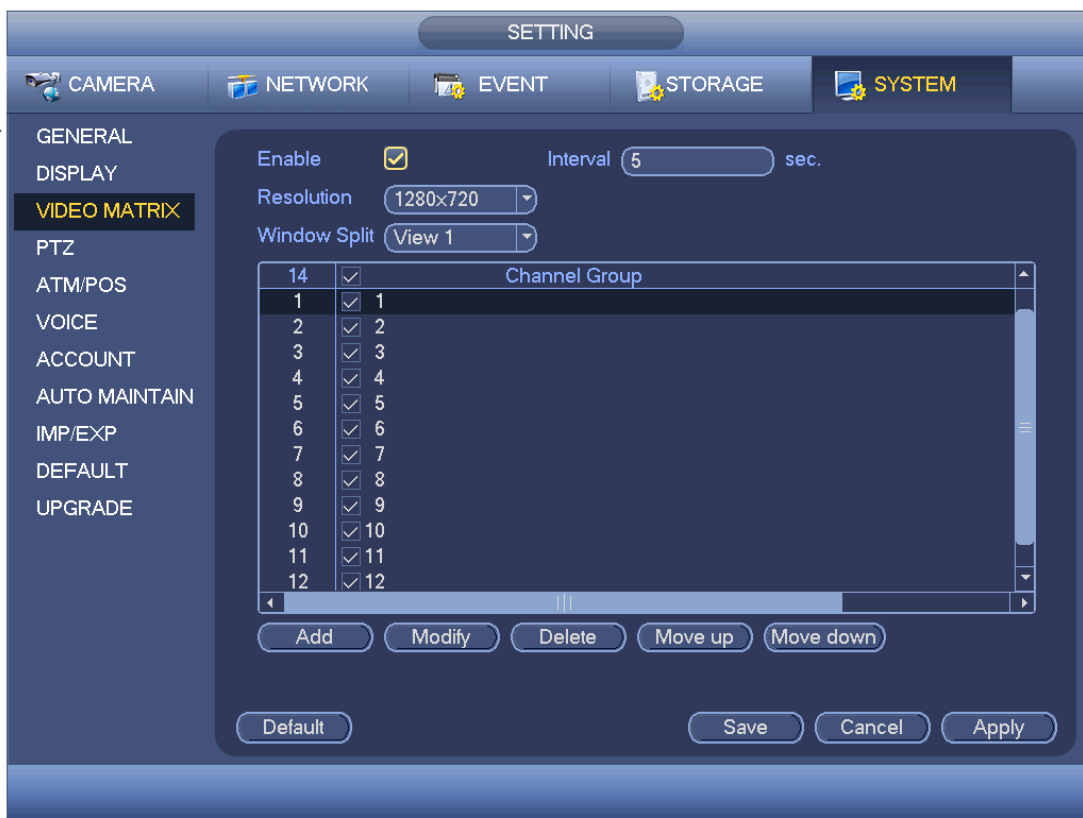 SETTING
CAMERA NETWORK EVENT STORAGE SYSTEM
GENERAL
DISPLAY
VIDEO MATRIX
PTZ
ATM/POS
VOICE
ACCOUNT
AUTO MAINTAIN
IMP/EXP
DEFAULT
UPGRADE
Enable Interval 5 sec.
Resolution 1280×720
Window Split View 1
14 Channel Group
1 1
2 2
3 3
4 4
5 5
6 6
7 7
8 8
9 9
10 10
11 11
12 12
Add Modify Delete Move up Move down
Default Save Cancel Apply